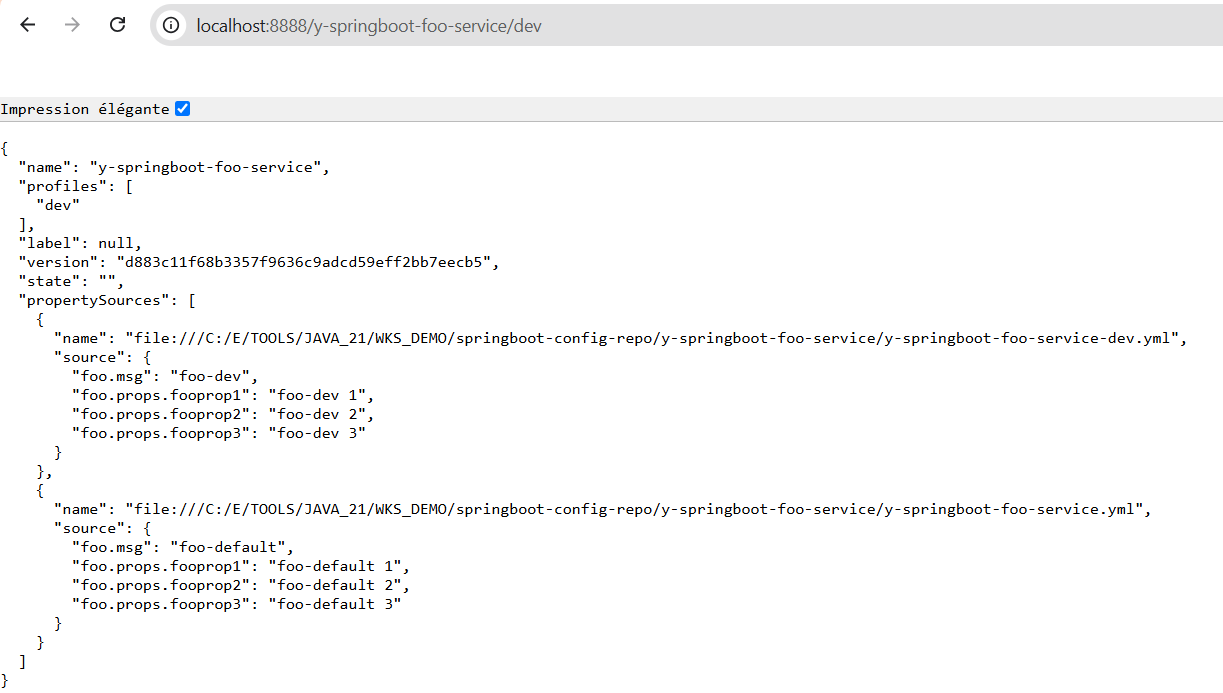 localhost:8888/y-springboot-foo-service/dev
Impression élégante
{
  "name": "y-springboot-foo-service",
  "profiles": [
    "dev"
  ],
  "label": null,
  "version": "d883c11f68b3357f9636c9adcd59eff2bb7eecb5",
  "state": "",
  "propertySources": [
    {
      "name": "file:///C:/E/TOOLS/JAVA_21/WKS_DEMO/springboot-config-repo/y-springboot-foo-service/y-springboot-foo-service-dev.yml",
      "source": {
        "foo.msg": "foo-dev",
        "foo.props.fooprop1": "foo-dev 1",
        "foo.props.fooprop2": "foo-dev 2",
        "foo.props.fooprop3": "foo-dev 3"
      }
    },
    {
      "name": "file:///C:/E/TOOLS/JAVA_21/WKS_DEMO/springboot-config-repo/y-springboot-foo-service/y-springboot-foo-service.yml",
      "source": {
        "foo.msg": "foo-default",
        "foo.props.fooprop1": "foo-default 1",
        "foo.props.fooprop2": "foo-default 2",
        "foo.props.fooprop3": "foo-default 3"
      }
    }
  ]
}